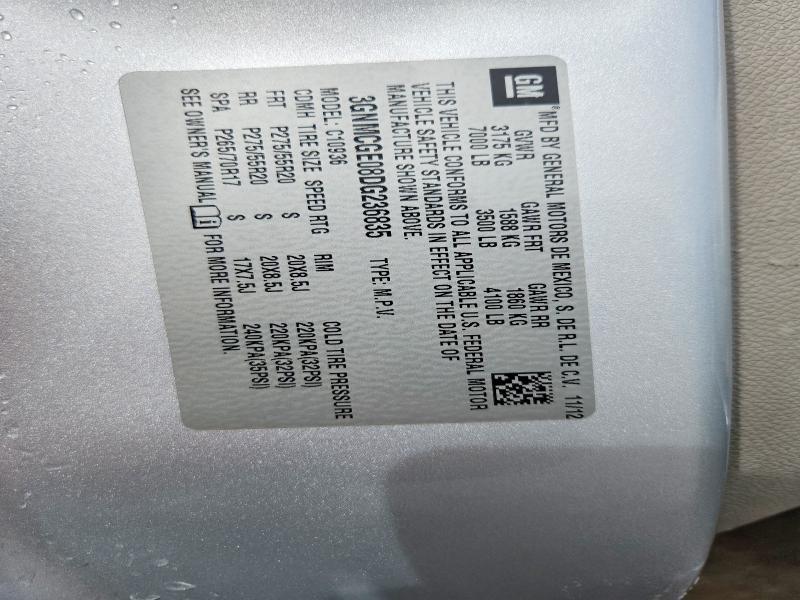 GM
®MFD BY GENERAL MOTORS DE MEXICO, S. DE R.L. DE C.V. 11/12
GVWR GAWR FRT GAWR RR
3175 KG 1588 KG 1860 KG
7000 LB 3500 LB 4100 LB
THIS VEHICLE CONFORMS TO ALL APPLICABLE U.S. FEDERAL MOTOR
VEHICLE SAFETY STANDARDS IN EFFECT ON THE DATE OF
MANUFACTURE SHOWN ABOVE.
3GNMCGE08DG236835 TYPE: M.P.V.
MODEL: C10936 COLD TIRE PRESSURE
CDMH TIRE SIZE SPEED RTG RIM
FRT P275/55R20 S 20X8.5J 220KPA(32PSI)
RR P275/55R20 S 20X8.5J 220KPA(32PSI)
SPA P265/70R17 S 17X7.5J 240KPA(35PSI)
SEE OWNER'S MANUAL FOR MORE INFORMATION.